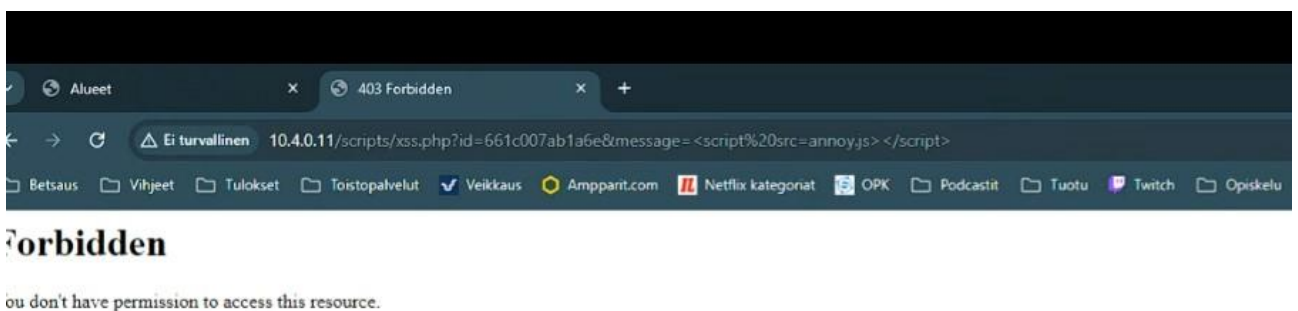 Alueet
403 Forbidden
Ei turvallinen 10.4.0.11/scripts/xss.php?id=661c007ab1a6e&message=<script%20src=annoy.js></script>
Betsaus Vihjeet Tulokset Toistopalvelut Veikkaus Ampparit.com Netflix kategoriat OPK Podcastit Tuotu Twitch Opiskelu
Forbidden
You don't have permission to access this resource.